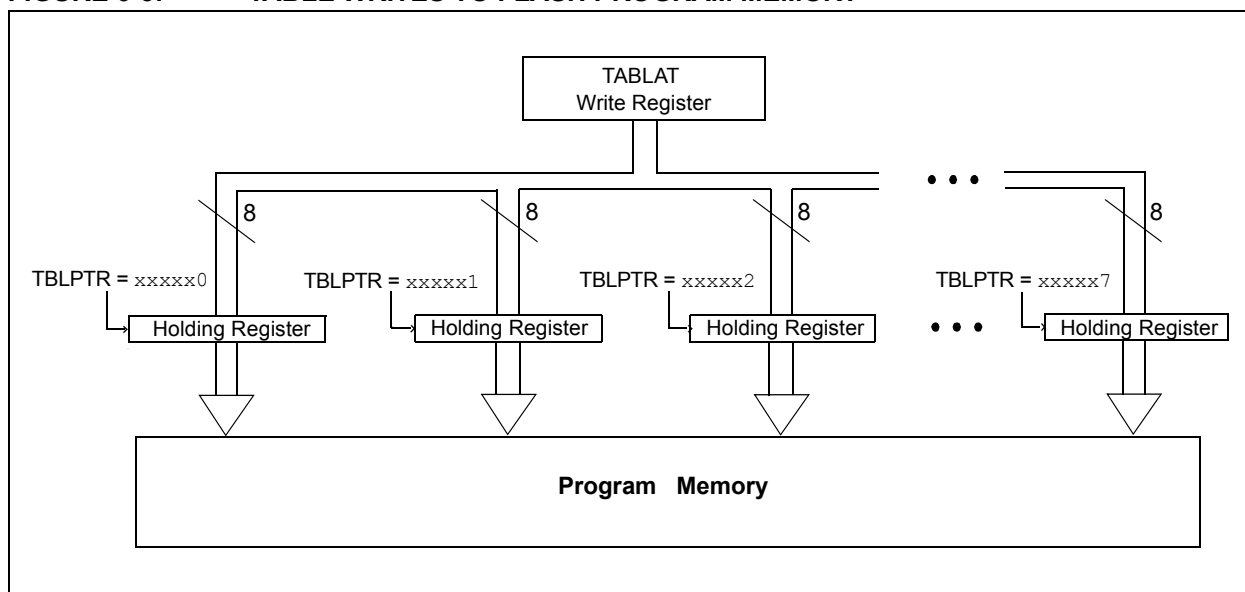 TABLAT
Write Register
8
8
8
8
TBLPTR = xxxxx0
TBLPTR = xxxxx1
TBLPTR = xxxxx2
TBLPTR = xxxxx7
Holding Register
Holding Register
Holding Register
Holding Register
Program Memory